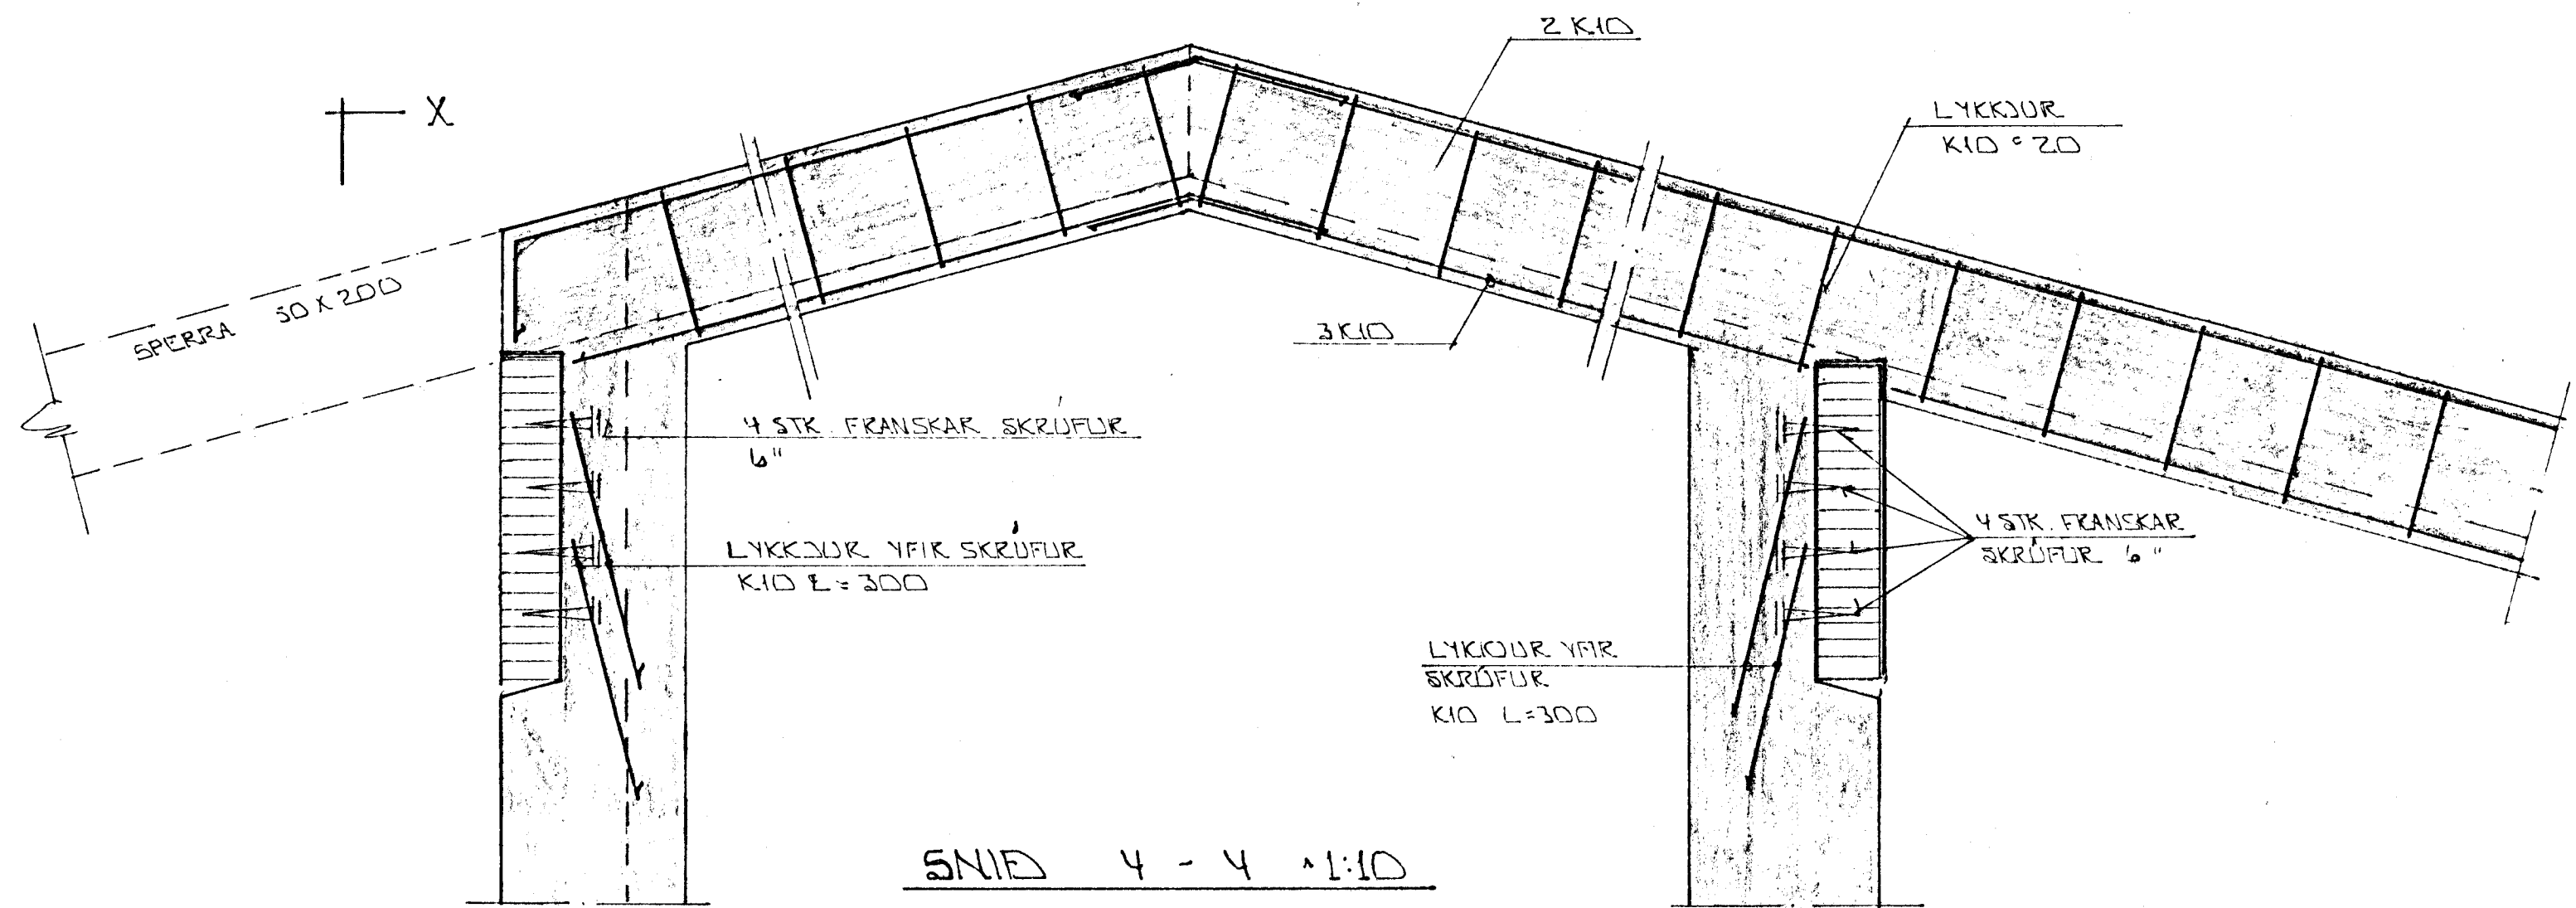 2 K10
X
LYKKJUR
K10 c 20
SPERRA 50 X 200
3 K10
4 STK. FRANSKAR SKRÚFUR
6"
LYKKJUR YFIR SKRÚFUR
K10 L=300
4 STK. FRANSKAR
SKRÚFUR 6"
LYKKJUR YFIR
SKRÚFUR
K10 L=300
SNIÐ 4 - 4 1:10